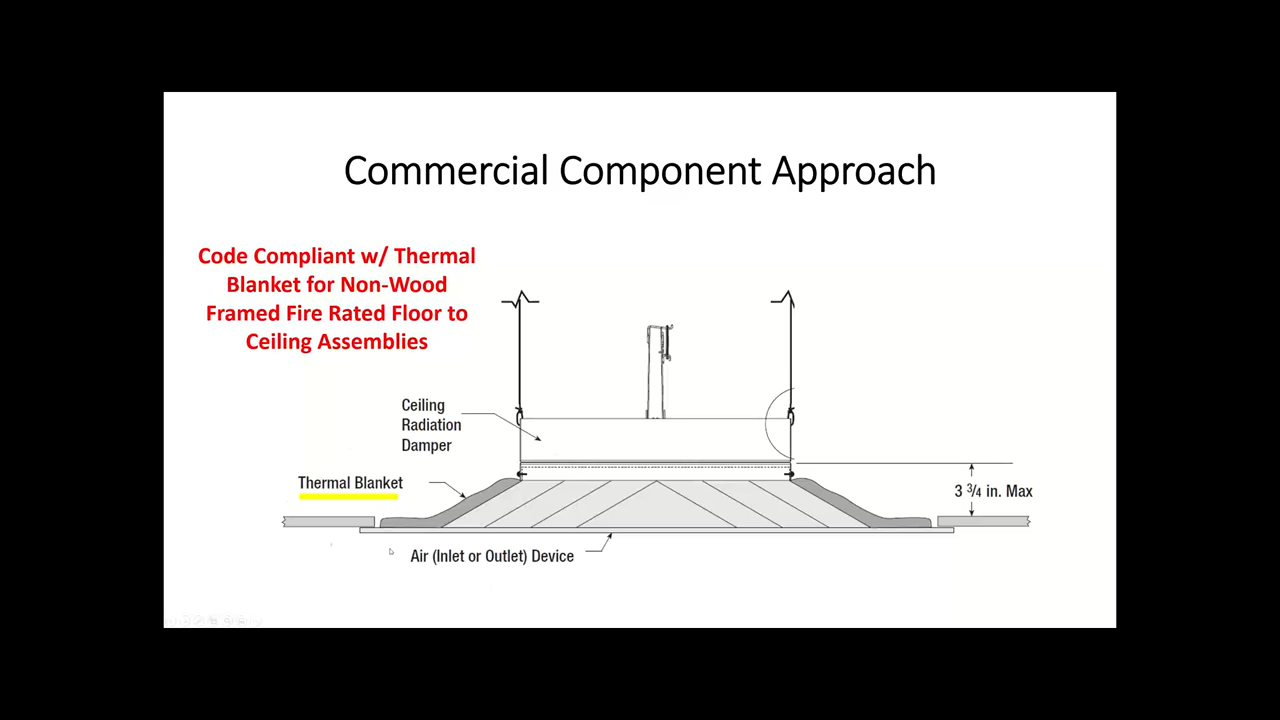 Commercial Component Approach
Code Compliant w/ Thermal
Blanket for Non-Wood
Framed Fire Rated Floor to
Ceiling Assemblies
Ceiling
Radiation
Damper
Thermal Blanket
3 3/4 in. Max
Air (Inlet or Outlet) Device